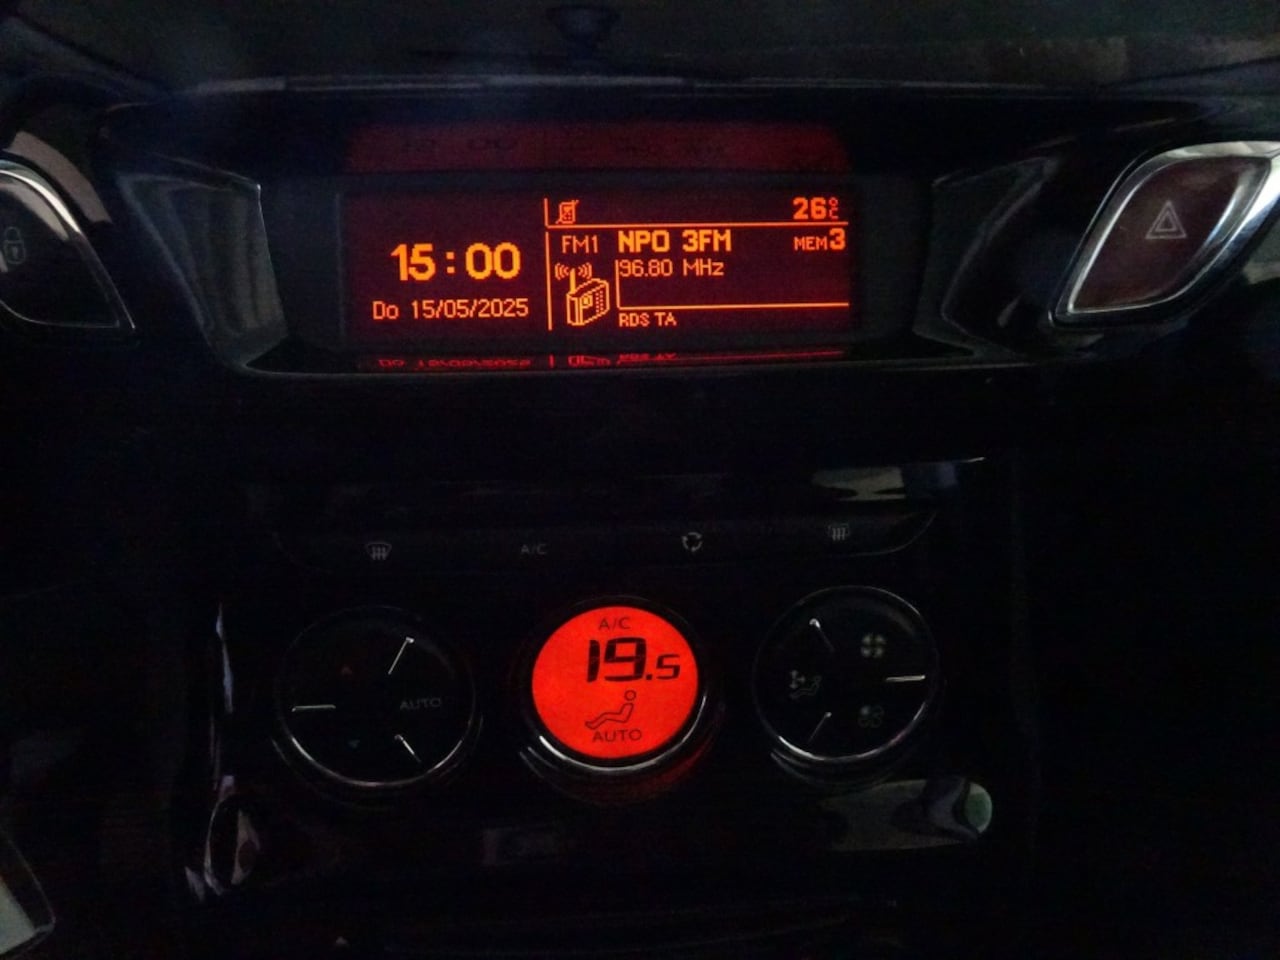 26°C
15:00
Do 15/05/2025
FM1 NPO 3FM MEM3
96.80 MHz
RDS TA
A/C
A/C
19.5
AUTO
AUTO